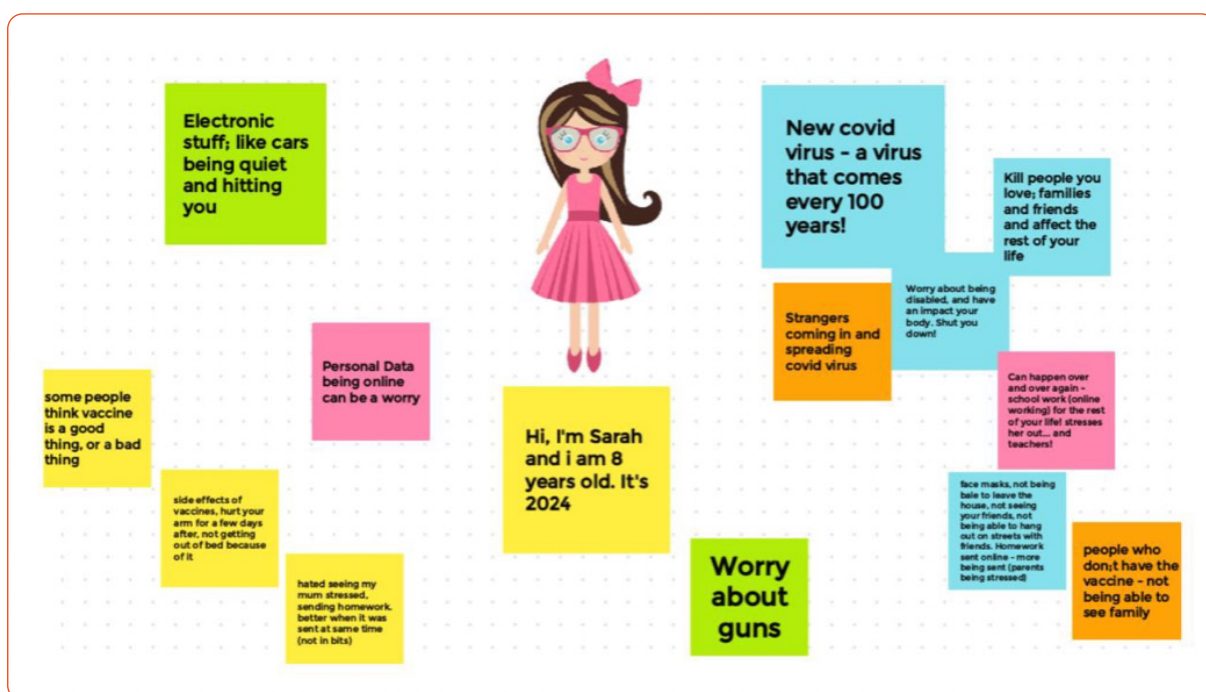 Electronic
stuff; like cars
being quiet
and hitting
you
New covid
virus - a virus
that comes
every 100
years!
Kill people you
love; families
and friends
and affect the
rest of your
life
Worry about being
disabled, and have
an impact your
body. Shut you
down!
Strangers
coming in and
spreading
covid virus
Personal Data
being online
can be a worry
some people
think vaccine
is a good
thing, or a bad
thing
Hi, I'm Sarah
and i am 8
years old. It's
2024
Can happen over
and over again -
school work (online
working) for the rest
of your life! stresses
her out... and
teachers!
side effects of
vaccines, hurt your
arm for a few days
after, not getting
out of bed because
of it
face masks, not being
bale to leave the
house, not seeing
your friends, not
being able to hang
out on streets with
friends. Homework
sent online - more
being sent (parents
being stressed)
people who
don;t have the
vaccine - not
being able to
see family
hated seeing my
mum stressed,
sending homework.
better when it was
sent at same time
(not in bits)
Worry
about
guns